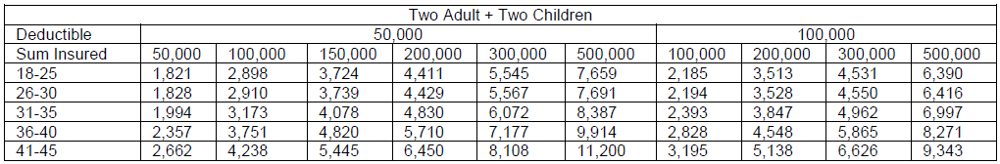 Two Adult + Two Children
Deductible 50,000 100,000
Sum Insured 50,000 100,000 150,000 200,000 300,000 500,000 100,000 200,000 300,000 500,000
18-25 1,821 2,898 3,724 4,411 5,545 7,659 2,185 3,513 4,531 6,390
26-30 1,828 2,910 3,739 4,429 5,567 7,691 2,194 3,528 4,550 6,416
31-35 1,994 3,173 4,078 4,830 6,072 8,387 2,393 3,847 4,962 6,997
36-40 2,357 3,751 4,820 5,710 7,177 9,914 2,828 4,548 5,865 8,271
41-45 2,662 4,238 5,445 6,450 8,108 11,200 3,195 5,138 6,626 9,343